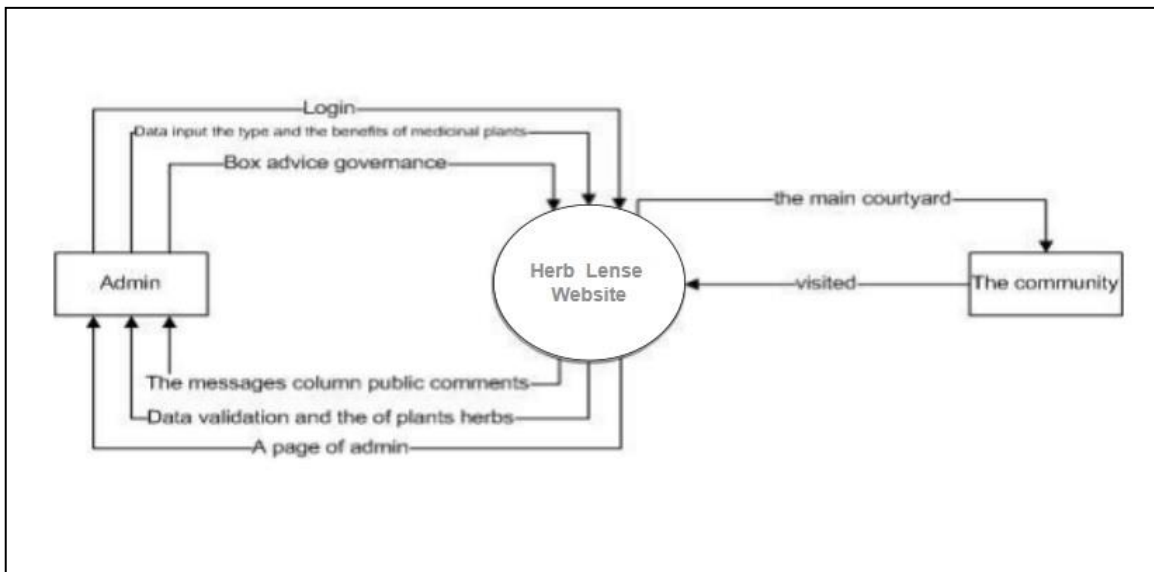 Login
Data input the type and the benefits of medicinal plants
Box advice governance
the main courtyard
Admin
Herb Lense
Website
visited
The community
The messages column public comments
Data validation and the of plants herbs
A page of admin